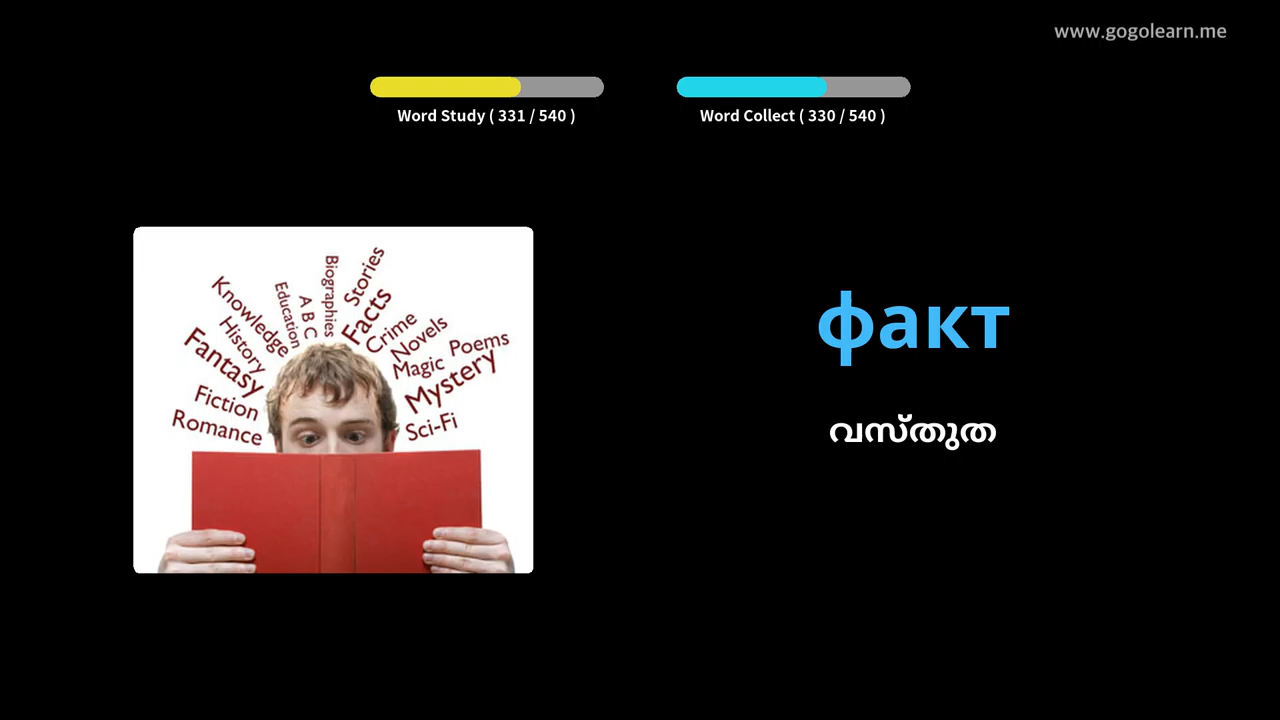 www.gogolearn.me
Word Study ( 331 / 540 )
Word Collect ( 330 / 540 )
Knowledge
History
Fantasy
Fiction
Romance
Education
A B C
Biographies
Stories
Facts
Crime
Novels
Magic
Poems
Mystery
Sci-Fi
факт
വസ്തുത